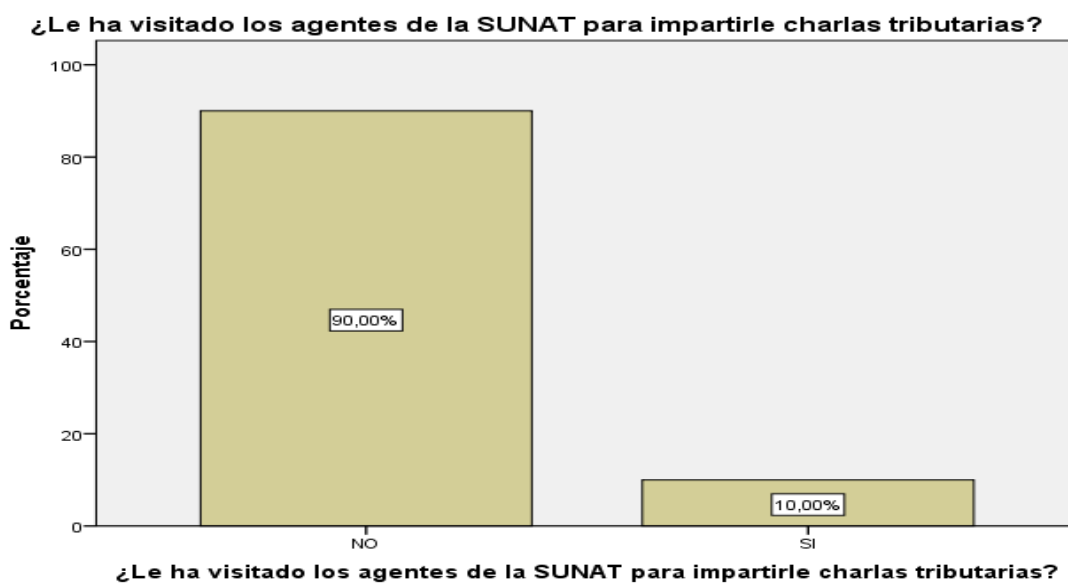 ¿Le ha visitado los agentes de la SUNAT para impartirle charlas tributarias?
Porcentaje
100
80
60
40
20
0
90,00%
10,00%
NO
SI
¿Le ha visitado los agentes de la SUNAT para impartirle charlas tributarias?